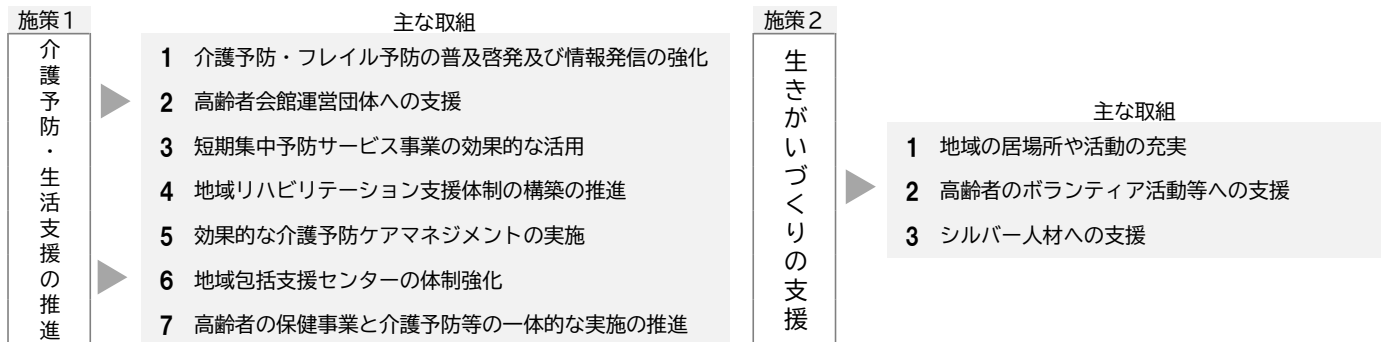 施策１
介護予防・生活支援の推進
主な取組
1 介護予防・フレイル予防の普及啓発及び情報発信の強化
2 高齢者会館運営団体への支援
3 短期集中予防サービス事業の効果的な活用
4 地域リハビリテーション支援体制の構築の推進
5 効果的な介護予防ケアマネジメントの実施
6 地域包括支援センターの体制強化
7 高齢者の保健事業と介護予防等の一体的な実施の推進
施策２
生きがいづくりの支援
主な取組
1 地域の居場所や活動の充実
2 高齢者のボランティア活動等への支援
3 シルバー人材への支援